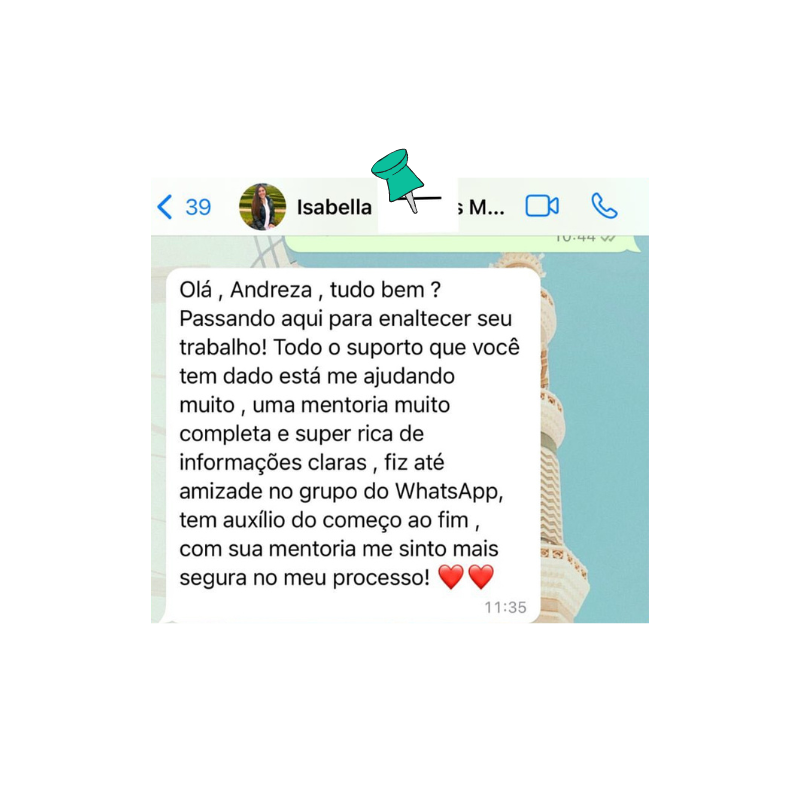 39 Isabella s M...
10:44
Olá , Andreza , tudo bem ?
Passando aqui para enaltecer seu
trabalho! Todo o suporto que você
tem dado está me ajudando
muito , uma mentoria muito
completa e super rica de
informações claras , fiz até
amizade no grupo do WhatsApp,
tem auxílio do começo ao fim ,
com sua mentoria me sinto mais
segura no meu processo! ❤️❤️
11:35